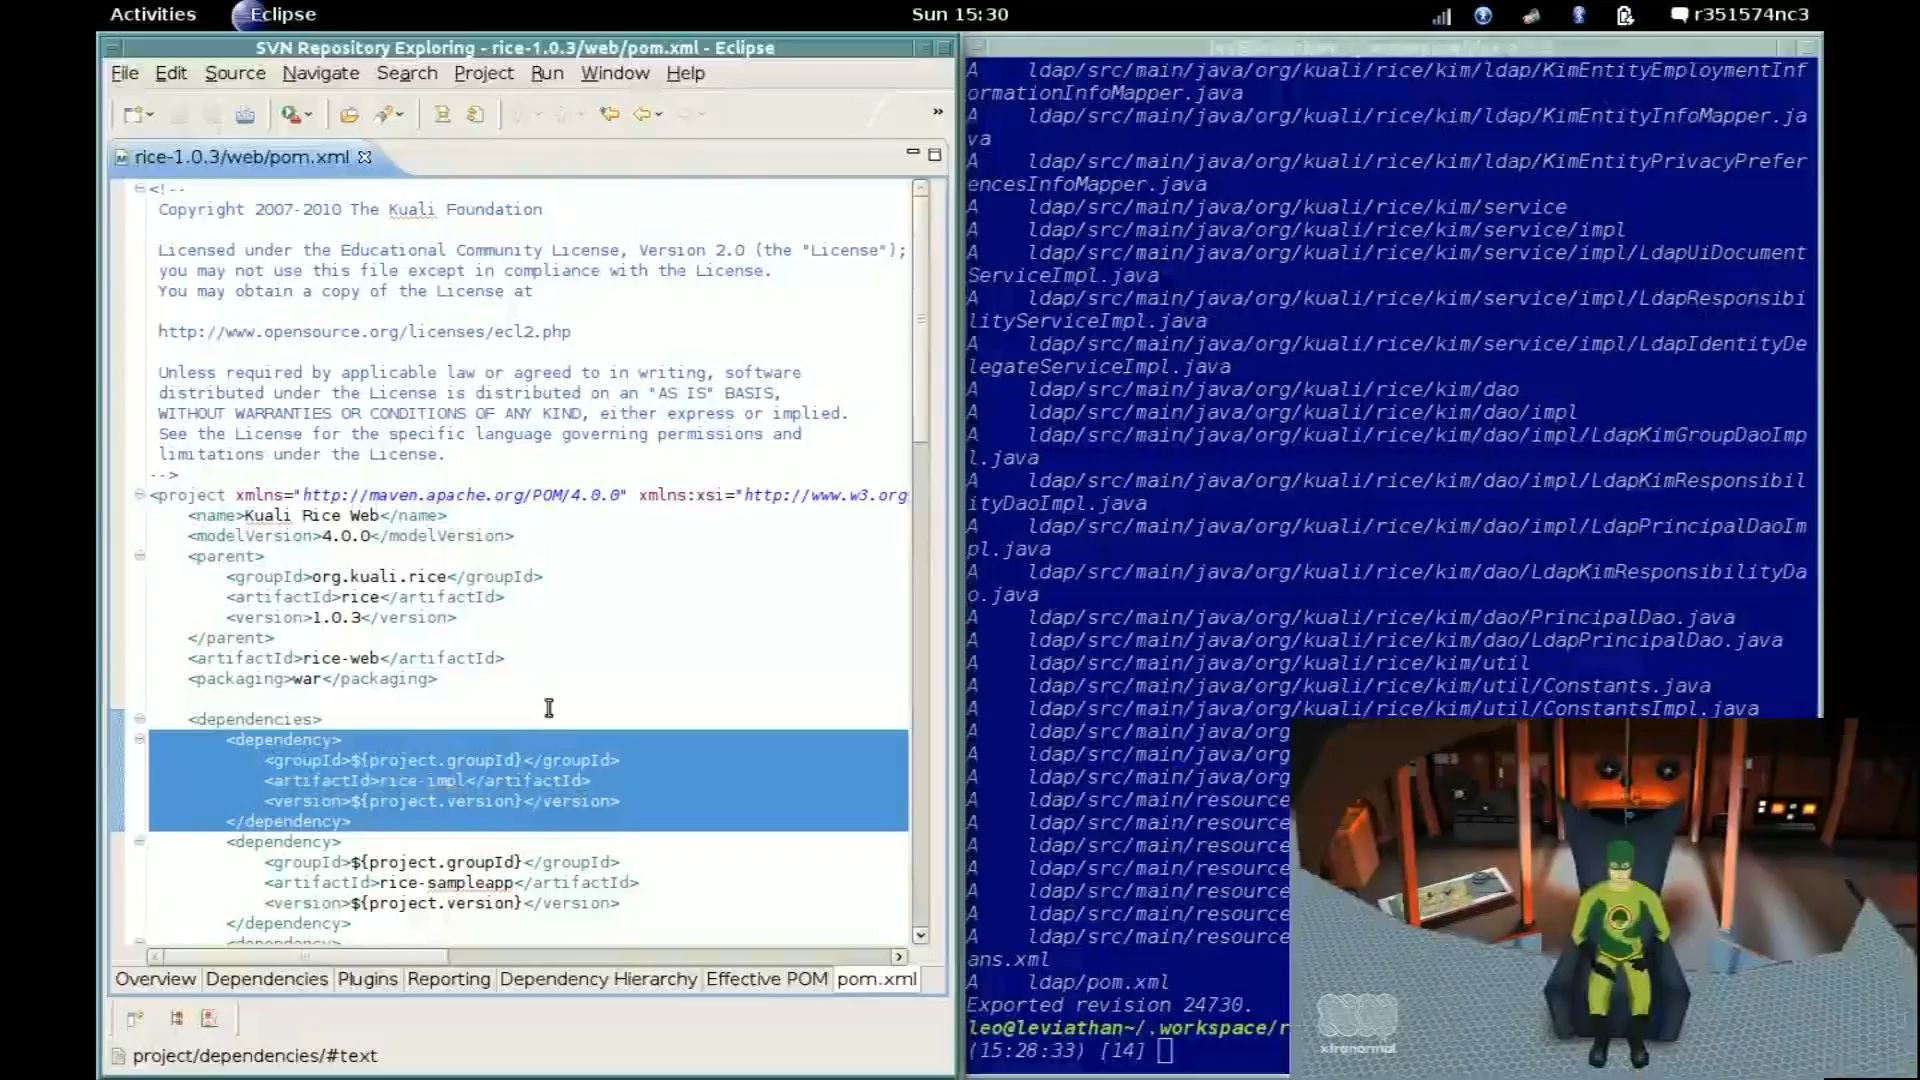 Activities
Eclipse
Sun 15:30
r351574nc3
SVN Repository Exploring - rice-1.0.3/web/pom.xml - Eclipse
File Edit Source Navigate Search Project Run Window Help
»
rice-1.0.3/web/pom.xml
<!--
Copyright 2007-2010 The Kuali Foundation
Licensed under the Educational Community License, Version 2.0 (the "License");
you may not use this file except in compliance with the License.
You may obtain a copy of the License at
http://www.opensource.org/licenses/ecl2.php
Unless required by applicable law or agreed to in writing, software
distributed under the License is distributed on an "AS IS" BASIS,
WITHOUT WARRANTIES OR CONDITIONS OF ANY KIND, either express or implied.
See the License for the specific language governing permissions and
limitations under the License.
-->
<project xmlns="http://maven.apache.org/POM/4.0.0" xmlns:xsi="http://www.w3.org
<name>Kuali Rice Web</name>
<modelVersion>4.0.0</modelVersion>
<parent>
<groupId>org.kuali.rice</groupId>
<artifactId>rice</artifactId>
<version>1.0.3</version>
</parent>
<artifactId>rice-web</artifactId>
<packaging>war</packaging>
<dependencies>
<dependency>
<groupId>${project.groupId}</groupId>
<artifactId>rice-impl</artifactId>
<version>${project.version}</version>
</dependency>
<dependency>
<groupId>${project.groupId}</groupId>
<artifactId>rice-sampleapp</artifactId>
<version>${project.version}</version>
</dependency>
<dependency>
Overview Dependencies Plugins Reporting Dependency Hierarchy Effective POM pom.xml
project/dependencies/#text
A ldap/src/main/java/org/kuali/rice/kim/ldap/KimEntityEmploymentInf
ormationInfoMapper.java
A ldap/src/main/java/org/kuali/rice/kim/ldap/KimEntityInfoMapper.ja
va
A ldap/src/main/java/org/kuali/rice/kim/ldap/KimEntityPrivacyPrefer
encesInfoMapper.java
A ldap/src/main/java/org/kuali/rice/kim/service
A ldap/src/main/java/org/kuali/rice/kim/service/impl
A ldap/src/main/java/org/kuali/rice/kim/service/impl/LdapUiDocument
ServiceImpl.java
A ldap/src/main/java/org/kuali/rice/kim/service/impl/LdapResponsibi
lityServiceImpl.java
A ldap/src/main/java/org/kuali/rice/kim/service/impl/LdapIdentityDe
legateServiceImpl.java
A ldap/src/main/java/org/kuali/rice/kim/dao
A ldap/src/main/java/org/kuali/rice/kim/dao/impl
A ldap/src/main/java/org/kuali/rice/kim/dao/impl/LdapKimGroupDaoImp
l.java
A ldap/src/main/java/org/kuali/rice/kim/dao/impl/LdapKimResponsibil
ityDaoImpl.java
A ldap/src/main/java/org/kuali/rice/kim/dao/impl/LdapPrincipalDaoIm
pl.java
A ldap/src/main/java/org/kuali/rice/kim/dao/LdapKimResponsibilityDa
o.java
A ldap/src/main/java/org/kuali/rice/kim/dao/PrincipalDao.java
A ldap/src/main/java/org/kuali/rice/kim/dao/LdapPrincipalDao.java
A ldap/src/main/java/org/kuali/rice/kim/util
A ldap/src/main/java/org/kuali/rice/kim/util/Constants.java
A ldap/src/main/java/org/kuali/rice/kim/util/ConstantsImpl.java
A ldap/src/main/java/org
A ldap/src/main/java/org
A ldap/src/main/java/org
A ldap/src/main/resource
A ldap/src/main/resource
A ldap/src/main/resource
A ldap/src/main/resource
A ldap/src/main/resource
A ldap/src/main/resource
A ldap/src/main/resource
ans.xml
A ldap/pom.xml
Exported revision 24730.
leo@leviathan~/.workspace/r
(15:28:33) [14]
xtranormal